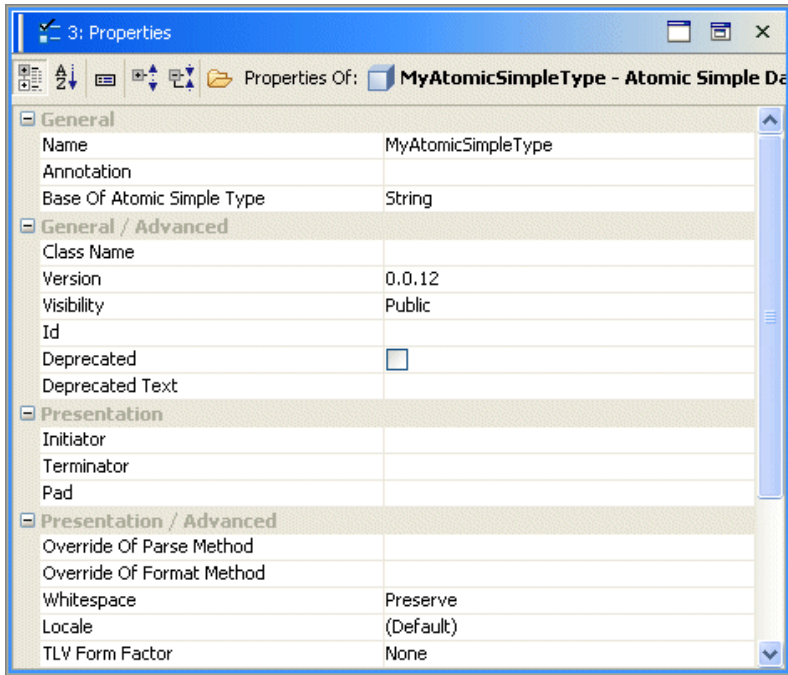 3: Properties
Properties Of: MyAtomicSimpleType - Atomic Simple Da
General
Name MyAtomicSimpleType
Annotation
Base Of Atomic Simple Type String
General / Advanced
Class Name
Version 0.0.12
Visibility Public
Id
Deprecated
Deprecated Text
Presentation
Initiator
Terminator
Pad
Presentation / Advanced
Override Of Parse Method
Override Of Format Method
Whitespace Preserve
Locale (Default)
TLV Form Factor None